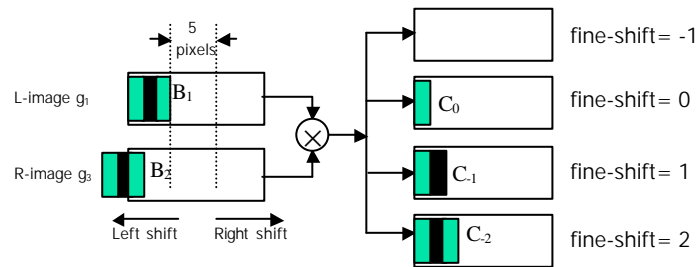 5
pixels
L-image g1
B1
R-image g3
B2
Left shift
Right shift
fine-shift= -1
C0
fine-shift= 0
C-1
fine-shift= 1
C-2
fine-shift= 2